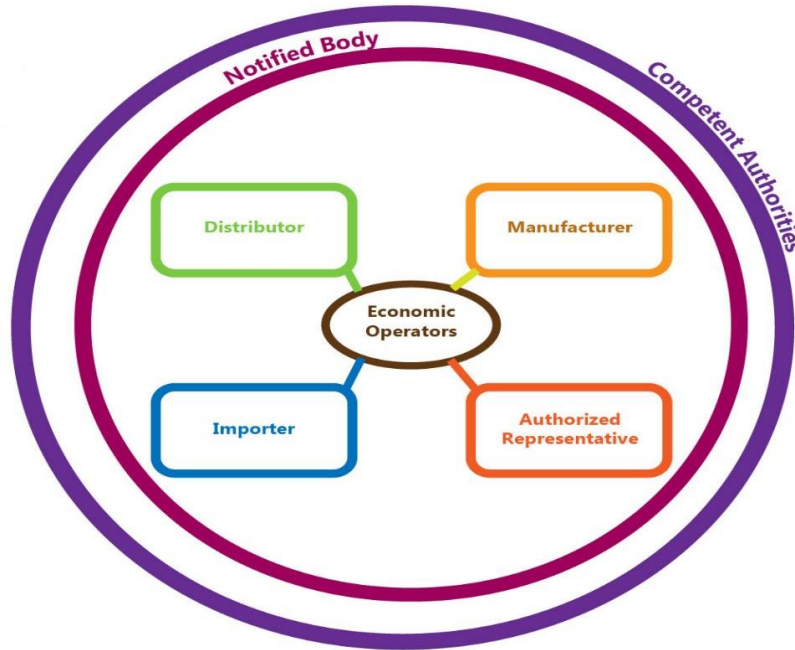 Notified Body
Competent Authorities
Distributor
Manufacturer
Economic
Operators
Importer
Authorized
Representative